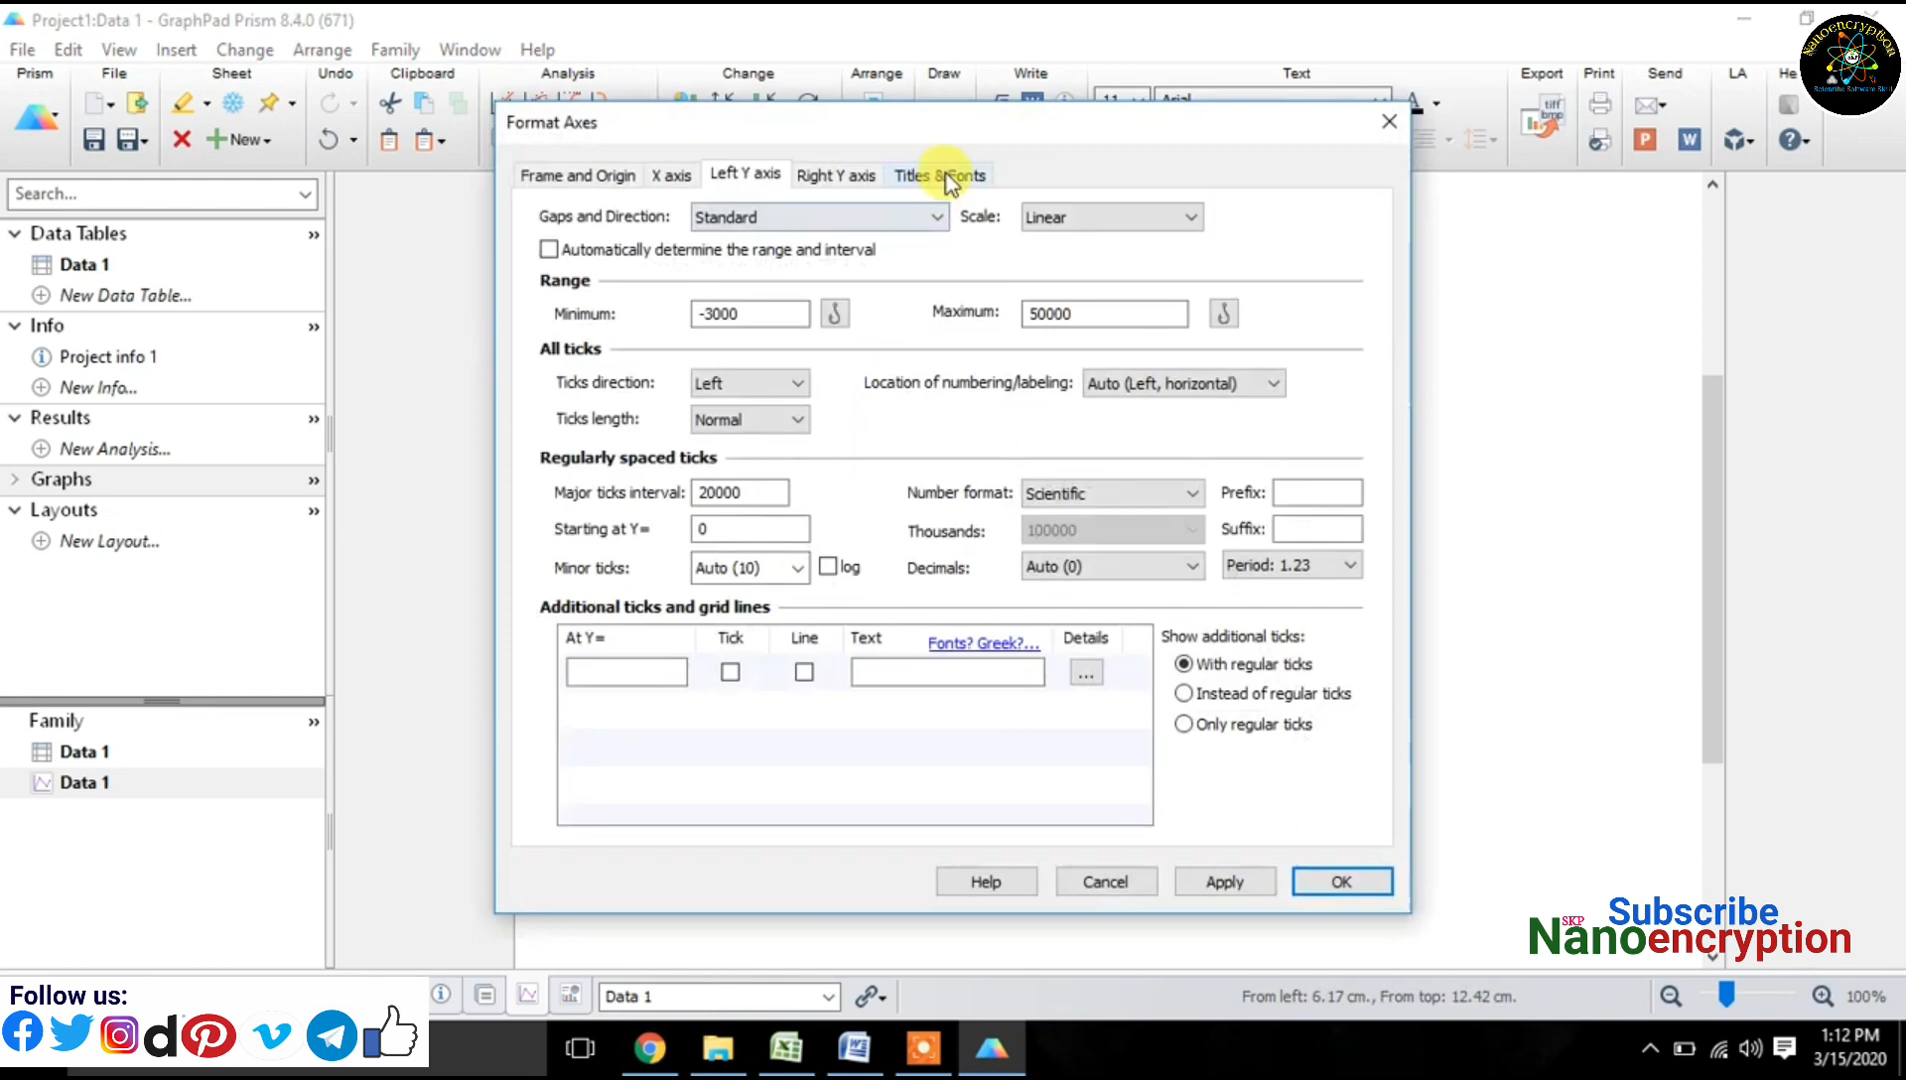 Project1:Data 1 - GraphPad Prism 8.4.0 (671)
File Edit View Insert Change Arrange Family Window Help
Prism File Sheet Undo Clipboard Analysis Change Arrange Draw Write Text Export Print Send LA He
11 Arial
New
tiff
bmp
Nanoencryption
Format Axes
Frame and Origin X axis Left Y axis Right Y axis Titles & Fonts
Search...
Gaps and Direction: Standard Scale: Linear
Data Tables
Automatically determine the range and interval
Data 1
Range
New Data Table...
Minimum: -3000 Maximum: 50000
Info
All ticks
Project info 1
Ticks direction: Left Location of numbering/labeling: Auto (Left, horizontal)
New Info...
Ticks length: Normal
Results
New Analysis...
Regularly spaced ticks
Graphs
Major ticks interval: 20000 Number format: Scientific Prefix:
Layouts
Starting at Y= 0 Thousands: 100000 Suffix:
New Layout...
Minor ticks: Auto (10) log Decimals: Auto (0) Period: 1.23
Additional ticks and grid lines
At Y= Tick Line Text Fonts? Greek?... Details
Show additional ticks:
With regular ticks
Instead of regular ticks
Only regular ticks
...
Family
Data 1
Data 1
Help Cancel Apply OK
Subscribe
SKP
Nanoencryption
Follow us:
Data 1
From left: 6.17 cm., From top: 12.42 cm.
100%
1:12 PM
3/15/2020